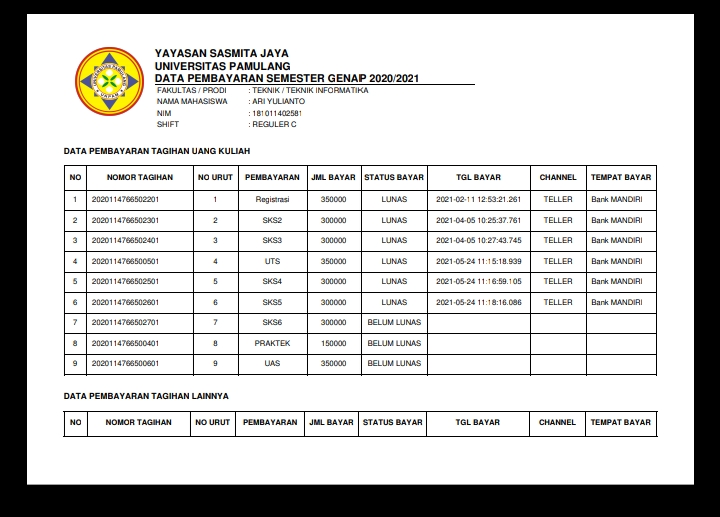 YAYASAN SASMITA JAYA
UNIVERSITAS PAMULANG
DATA PEMBAYARAN SEMESTER GENAP 2020/2021
FAKULTAS / PRODI : TEKNIK / TEKNIK INFORMATIKA
NAMA MAHASISWA : ARI YULIANTO
NIM : 181011402581
SHIFT : REGULER C
DATA PEMBAYARAN TAGIHAN UANG KULIAH
NO NOMOR TAGIHAN NO URUT PEMBAYARAN JML BAYAR STATUS BAYAR TGL BAYAR CHANNEL TEMPAT BAYAR
1 2020114766502201 1 Registrasi 350000 LUNAS 2021-02-11 12:53:21.261 TELLER Bank MANDIRI
2 2020114766502301 2 SKS2 300000 LUNAS 2021-04-05 10:25:37.761 TELLER Bank MANDIRI
3 2020114766502401 3 SKS3 300000 LUNAS 2021-04-05 10:27:43.745 TELLER Bank MANDIRI
4 2020114766500501 4 UTS 350000 LUNAS 2021-05-24 11:15:18.939 TELLER Bank MANDIRI
5 2020114766502501 5 SKS4 300000 LUNAS 2021-05-24 11:16:59.105 TELLER Bank MANDIRI
6 2020114766502601 6 SKS5 300000 LUNAS 2021-05-24 11:18:16.086 TELLER Bank MANDIRI
7 2020114766502701 7 SKS6 300000 BELUM LUNAS
8 2020114766500401 8 PRAKTEK 150000 BELUM LUNAS
9 2020114766500601 9 UAS 350000 BELUM LUNAS
DATA PEMBAYARAN TAGIHAN LAINNYA
NO NOMOR TAGIHAN NO URUT PEMBAYARAN JML BAYAR STATUS BAYAR TGL BAYAR CHANNEL TEMPAT BAYAR